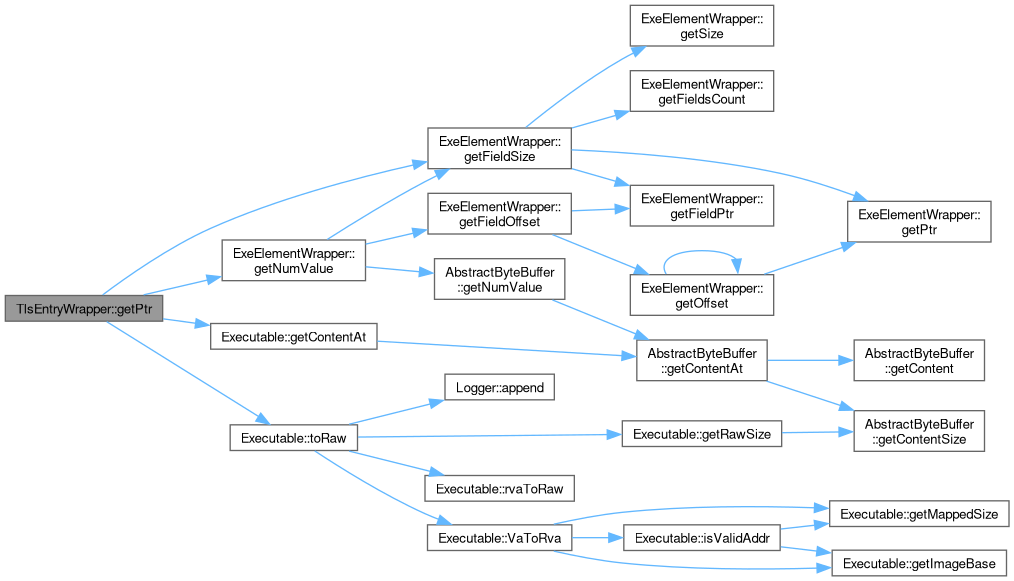 ExeElementWrapper::
getSize
ExeElementWrapper::
getFieldsCount
ExeElementWrapper::
getFieldSize
ExeElementWrapper::
getFieldPtr
ExeElementWrapper::
getFieldOffset
ExeElementWrapper::
getPtr
ExeElementWrapper::
getNumValue
AbstractByteBuffer
::getNumValue
ExeElementWrapper::
getOffset
TlsEntryWrapper::getPtr
Executable::getContentAt
AbstractByteBuffer
::getContentAt
AbstractByteBuffer
::getContent
Logger::append
AbstractByteBuffer
::getContentSize
Executable::toRaw
Executable::getRawSize
Executable::rvaToRaw
Executable::getMappedSize
Executable::VaToRva
Executable::isValidAddr
Executable::getImageBase